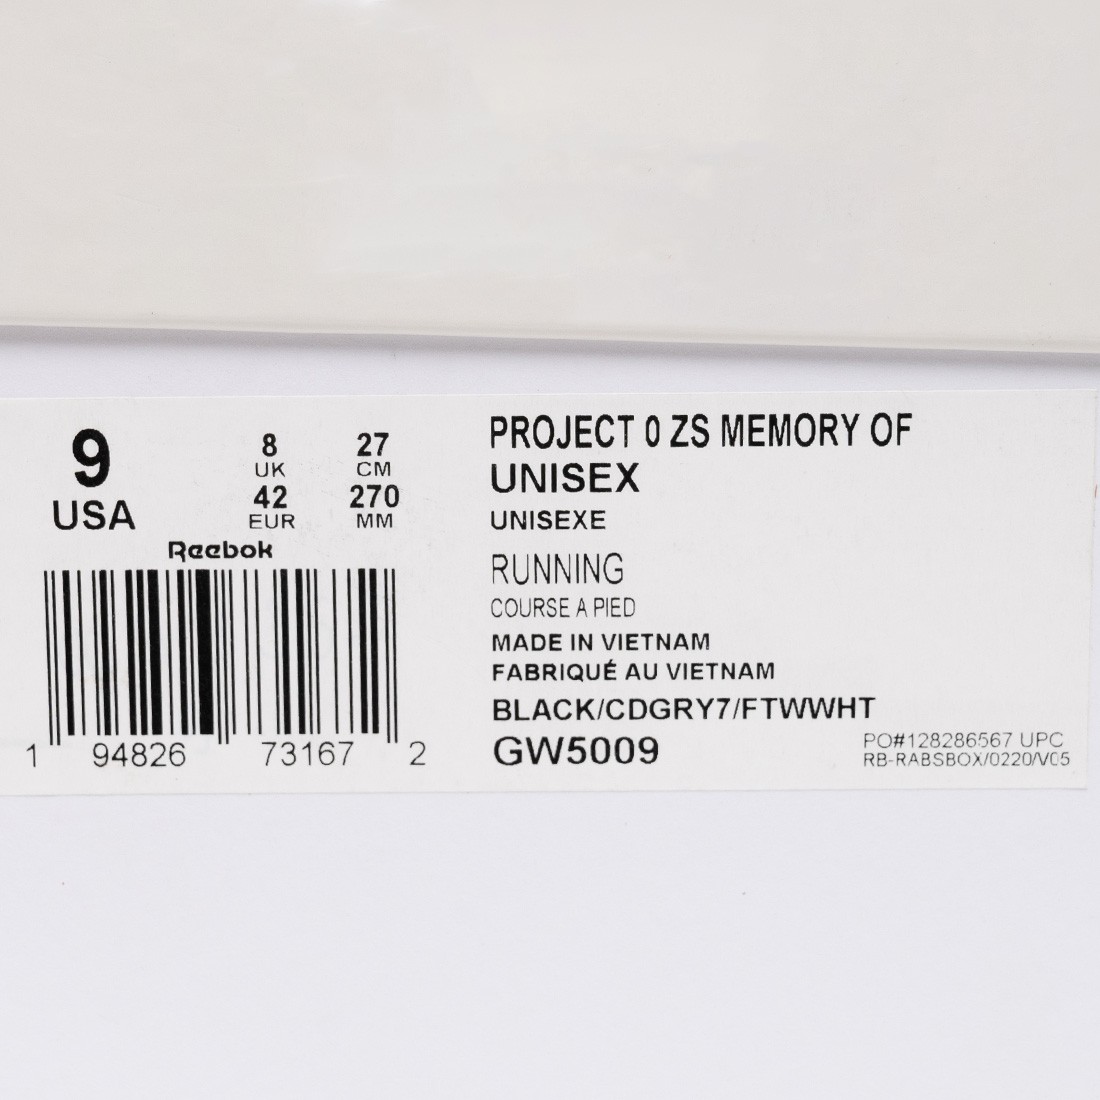 9
USA
8
UK
42
EUR
27
CM
270
MM
Reebok
1 94826 73167 2
PROJECT 0 ZS MEMORY OF
UNISEX
UNISEXE
RUNNING
COURSE A PIED
MADE IN VIETNAM
FABRIQUÉ AU VIETNAM
BLACK/CDGRY7/FTWWHT
GW5009
PO#128286567 UPC
RB-RABSBOX/0220/V05